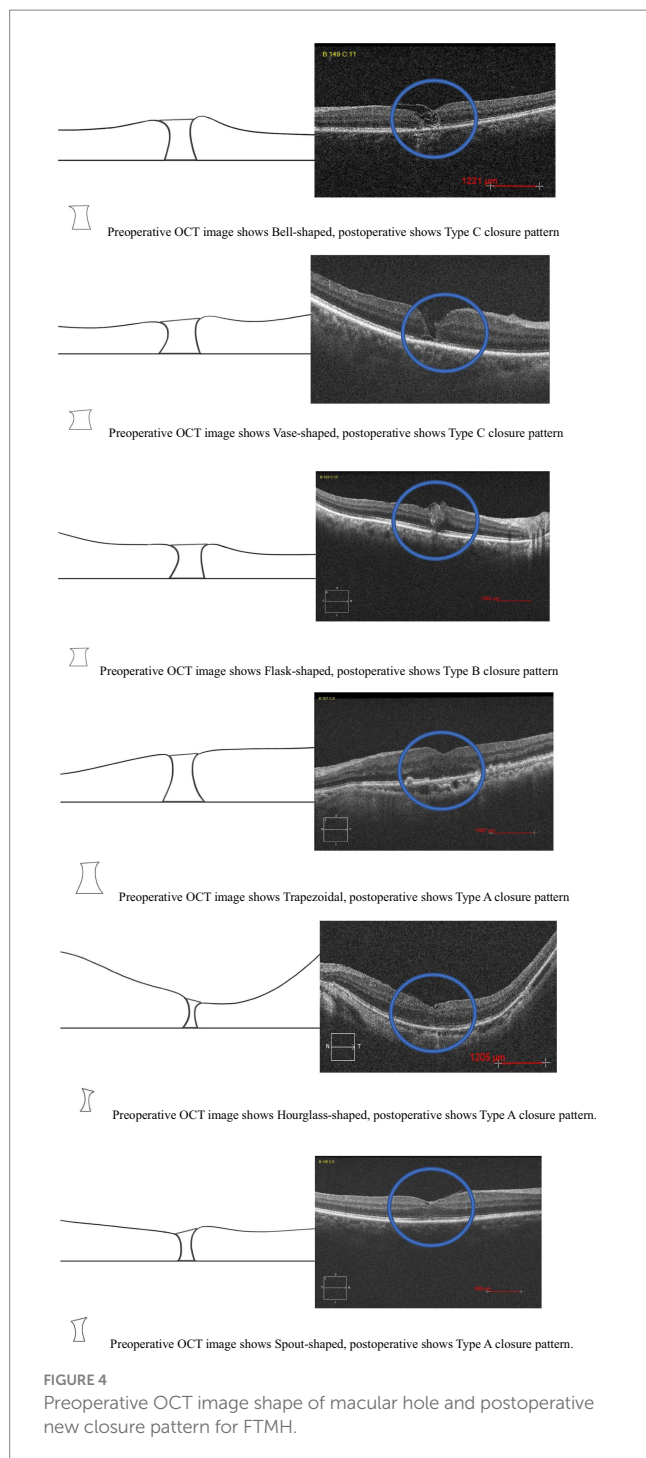 B:149 C:11
1221 um
Preoperative OCT image shows Bell-shaped, postoperative shows Type C closure pattern
Preoperative OCT image shows Vase-shaped, postoperative shows Type C closure pattern
Preoperative OCT image shows Flask-shaped, postoperative shows Type B closure pattern
Preoperative OCT image shows Trapezoidal, postoperative shows Type A closure pattern
N T
1205 um
Preoperative OCT image shows Hourglass-shaped, postoperative shows Type A closure pattern.
Preoperative OCT image shows Spout-shaped, postoperative shows Type A closure pattern.
FIGURE 4
Preoperative OCT image shape of macular hole and postoperative
new closure pattern for FTMH.